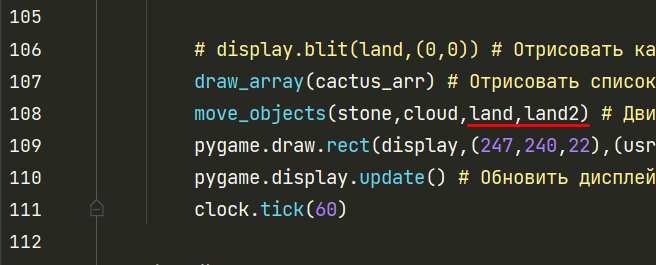 105
106 # display.blit(land,(0,0)) # Отрисовать ка
107 draw_array(cactus_arr) # Отрисовать список
108 move_objects(stone,cloud,land,land2) # Дви
109 pygame.draw.rect(display,(247,240,22),(usr
110 pygame.display.update() # Обновить дисплей
111 clock.tick(60)
112